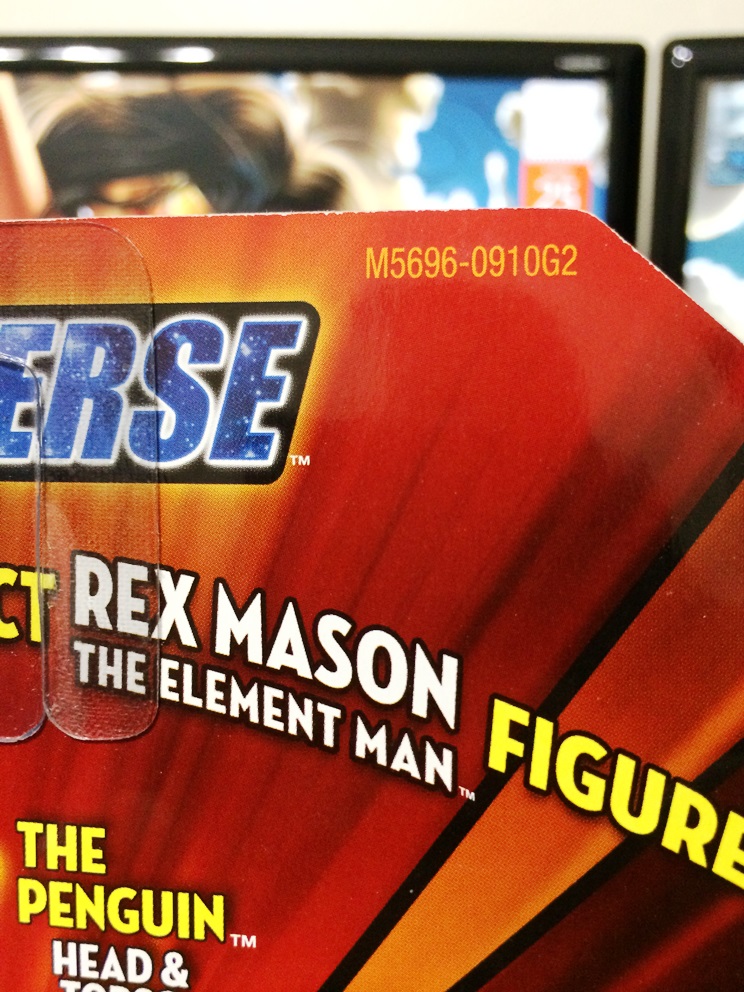 M5696-0910G2
ERSE™
CT REX MASON
THE ELEMENT MAN™ FIGURE
THE
PENGUIN™
HEAD &